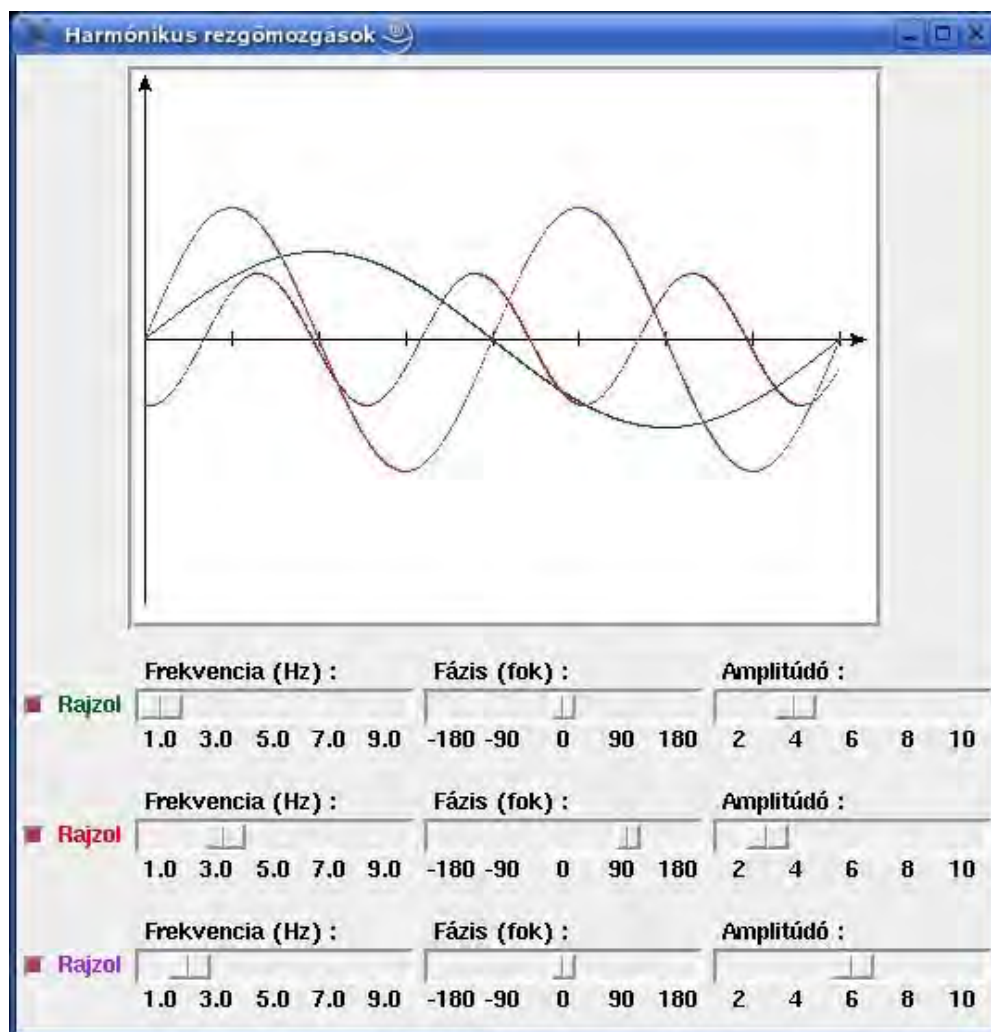 Harmónikus rezgőmozgások
Frekvencia (Hz) : Fázis (fok) : Amplitúdó :
Rajzol
1.0 3.0 5.0 7.0 9.0 -180 -90 0 90 180 2 4 6 8 10
Frekvencia (Hz) : Fázis (fok) : Amplitúdó :
Rajzol
1.0 3.0 5.0 7.0 9.0 -180 -90 0 90 180 2 4 6 8 10
Frekvencia (Hz) : Fázis (fok) : Amplitúdó :
Rajzol
1.0 3.0 5.0 7.0 9.0 -180 -90 0 90 180 2 4 6 8 10